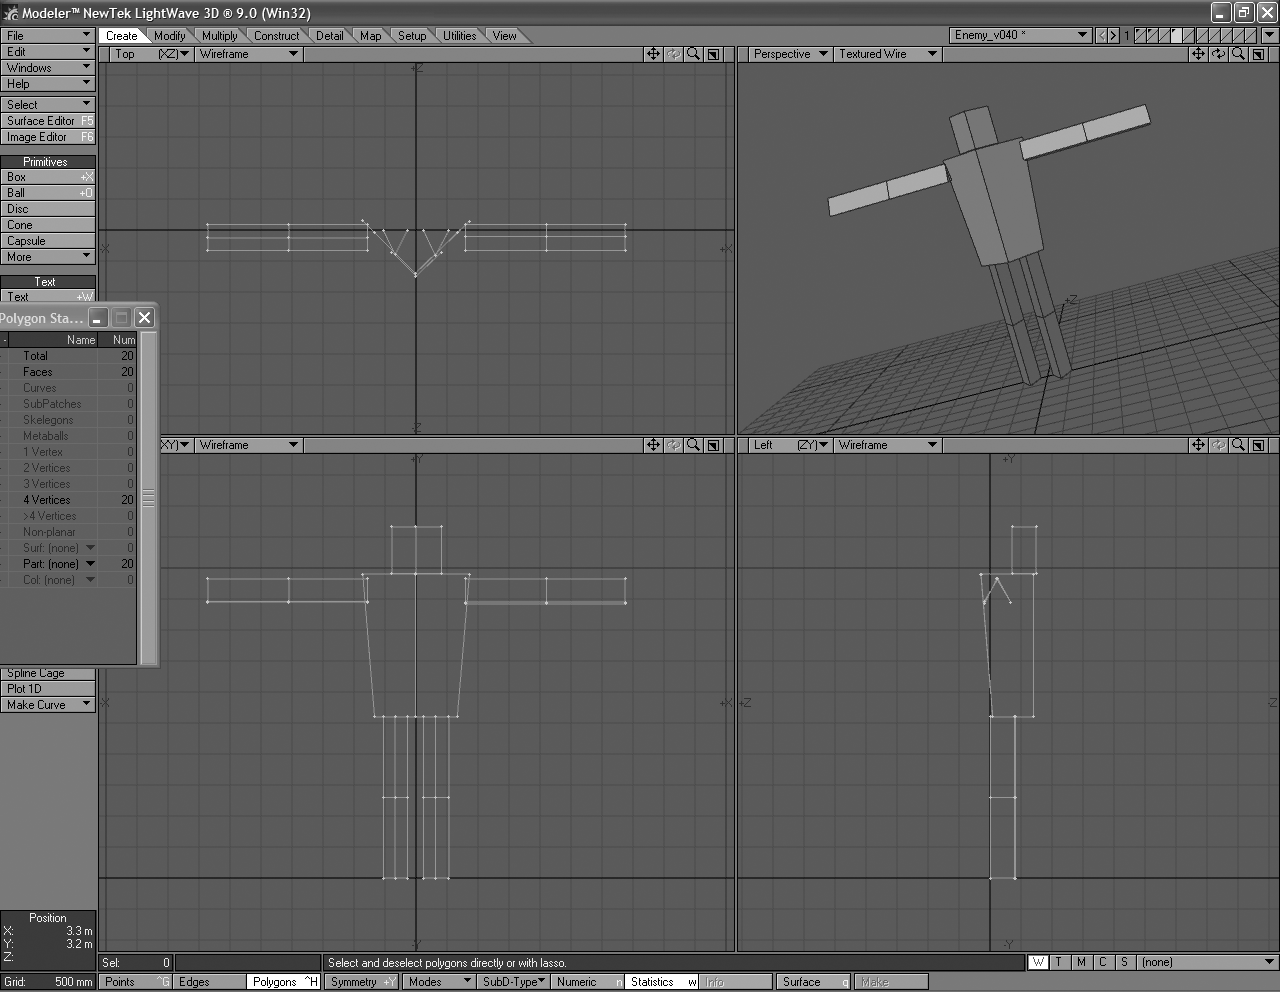 Modeler™ NewTek LightWave 3D ® 9.0 (Win32)
File
Edit
Windows
Help
Select
Surface Editor F5
Image Editor F6
Primitives
Box +X
Ball +O
Disc
Cone
Capsule
More
Text
Text +W
Create Modify Multiply Construct Detail Map Setup Utilities View
Enemy_v040 * 1
Top (XZ) Wireframe
Perspective Textured Wire
+Z
-X +X
-Z
+Z
Polygon Sta...
- Name Num
Total 20
Faces 20
Curves 0
SubPatches 0
Skelegons 0
Metaballs 0
1 Vertex 0
2 Vertices 0
3 Vertices 0
4 Vertices 20
>4 Vertices 0
Non-planar 0
Surf: (none) 0
Part: (none) 20
Col: (none) 0
XY) Wireframe
Left (ZY) Wireframe
+Y
-X +X
-Y
+Y
+Z -Z
-Y
Spline Cage
Plot 1D
Make Curve
Position
X: 3.3 m
Y: 3.2 m
Z:
Grid: 500 mm
Sel: 0
Select and deselect polygons directly or with lasso.
W T M C S (none)
Points ^G Edges Polygons ^H Symmetry +Y Modes SubD-Type Numeric n Statistics w Info Surface q Make